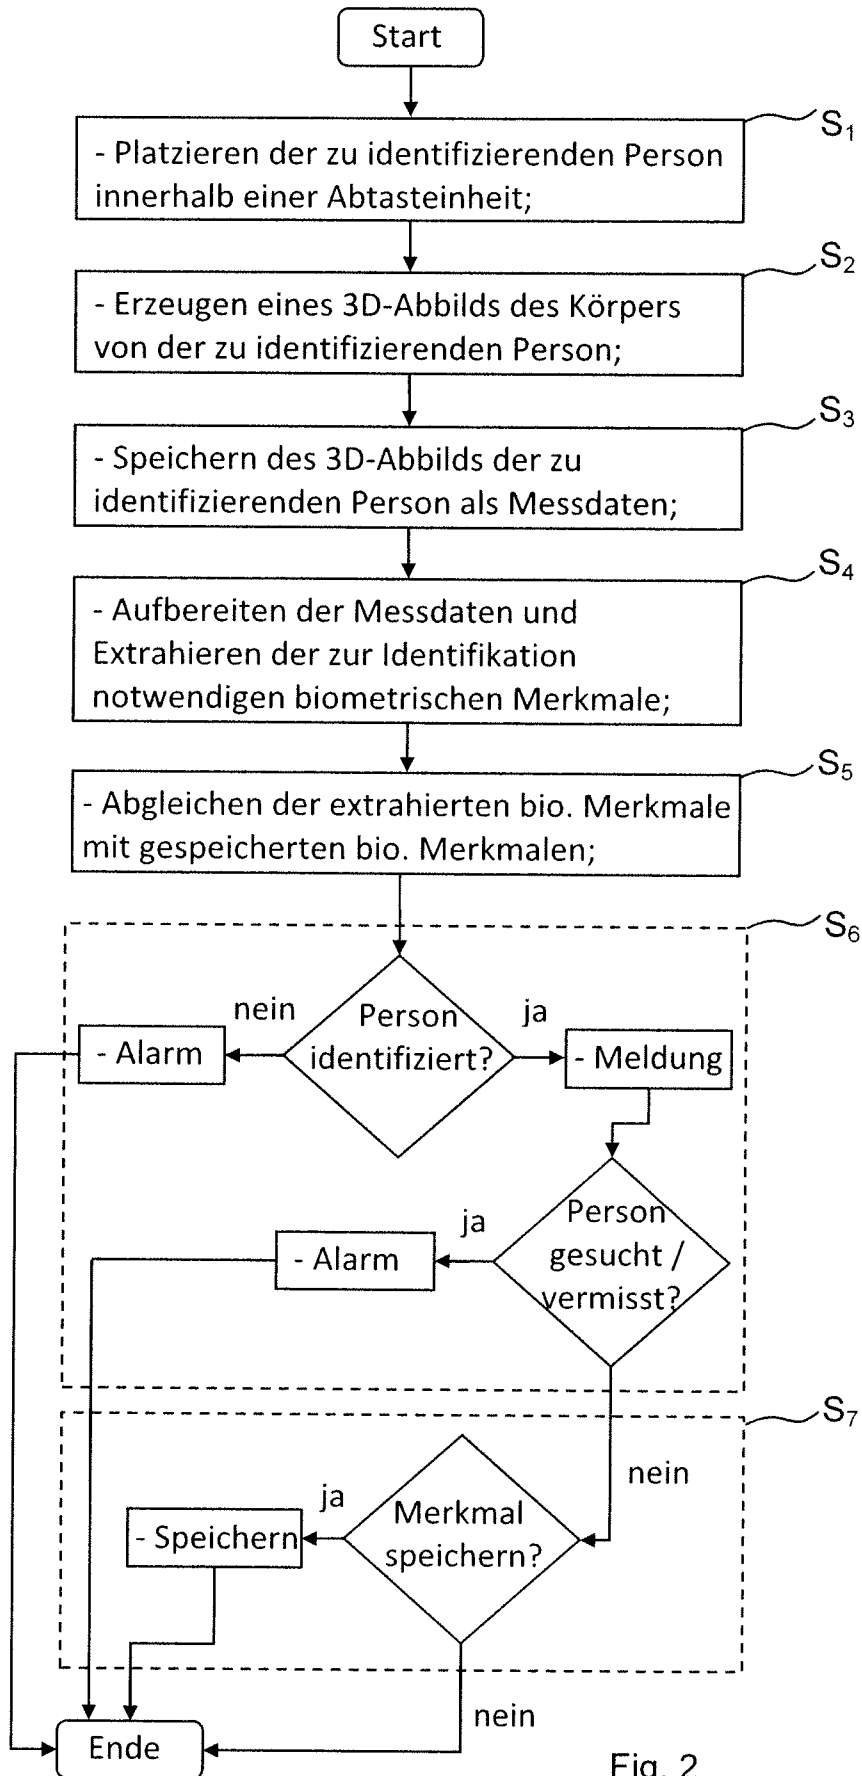 Start
S1
- Platzieren der zu identifizierenden Person
innerhalb einer Abtasteinheit;
S2
- Erzeugen eines 3D-Abbilds des Körpers
von der zu identifizierenden Person;
S3
- Speichern des 3D-Abbilds der zu
identifizierenden Person als Messdaten;
S4
- Aufbereiten der Messdaten und
Extrahieren der zur Identifikation
notwendigen biometrischen Merkmale;
S5
- Abgleichen der extrahierten bio. Merkmale
mit gespeicherten bio. Merkmalen;
S6
nein
Person
identifiziert?
ja
- Alarm
- Meldung
ja
Person
gesucht /
vermisst?
- Alarm
S7
nein
ja
Merkmal
speichern?
- Speichern
nein
Ende
Fig. 2